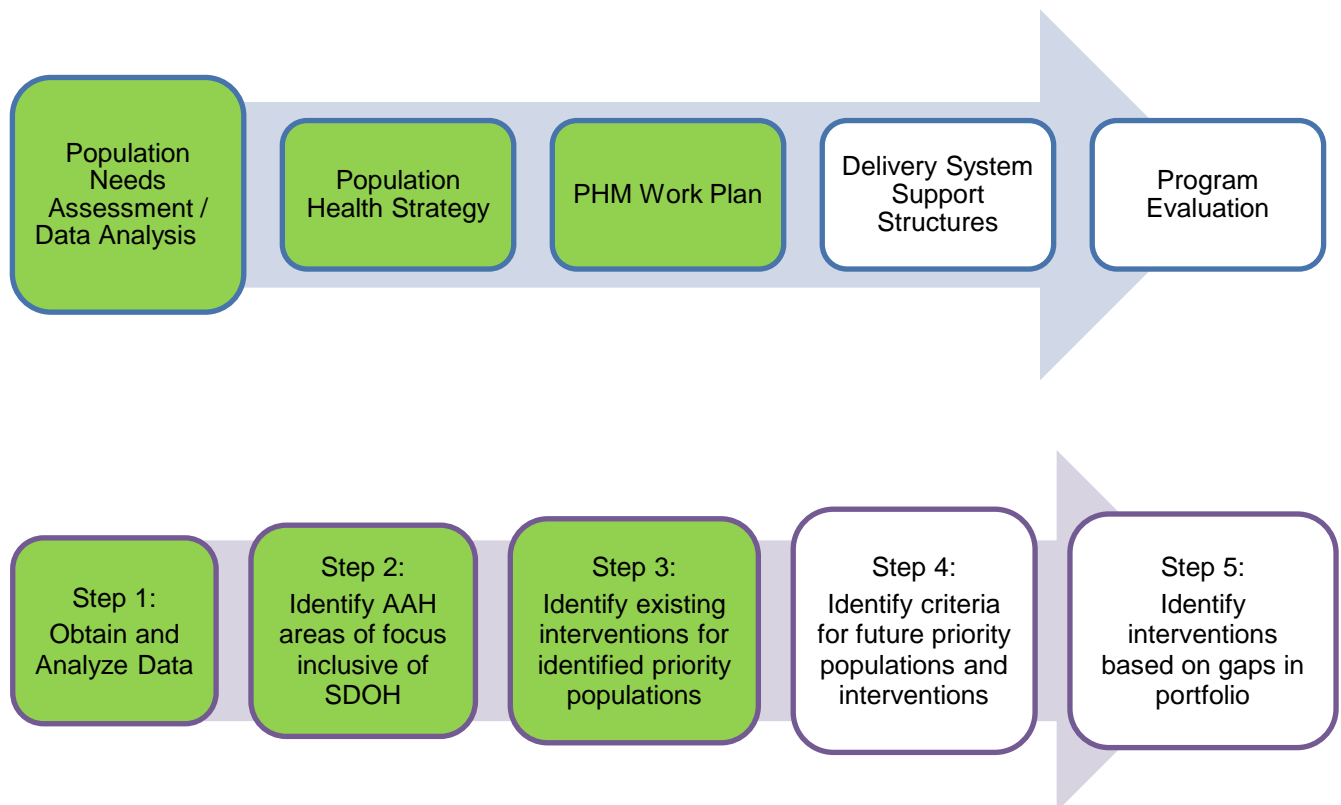 Population
Needs
Assessment /
Data Analysis
Population
Health Strategy
PHM Work Plan
Delivery System
Support
Structures
Program
Evaluation
Step 1:
Obtain and
Analyze Data
Step 2:
Identify AAH
areas of focus
inclusive of
SDOH
Step 3:
Identify existing
interventions for
identified priority
populations
Step 4:
Identify criteria
for future priority
populations and
interventions
Step 5:
Identify
interventions
based on gaps in
portfolio